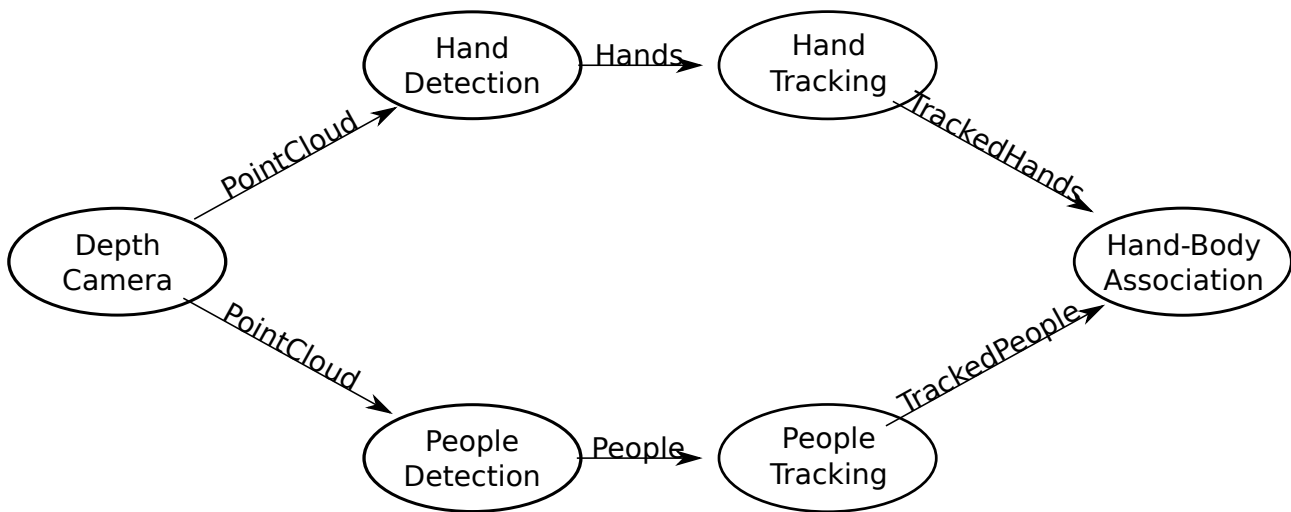 Hand
Detection
Hands
Hand
Tracking
PointCloud
TrackedHands
Depth
Camera
Hand-Body
Association
PointCloud
TrackedPeople
People
Detection
People
People
Tracking